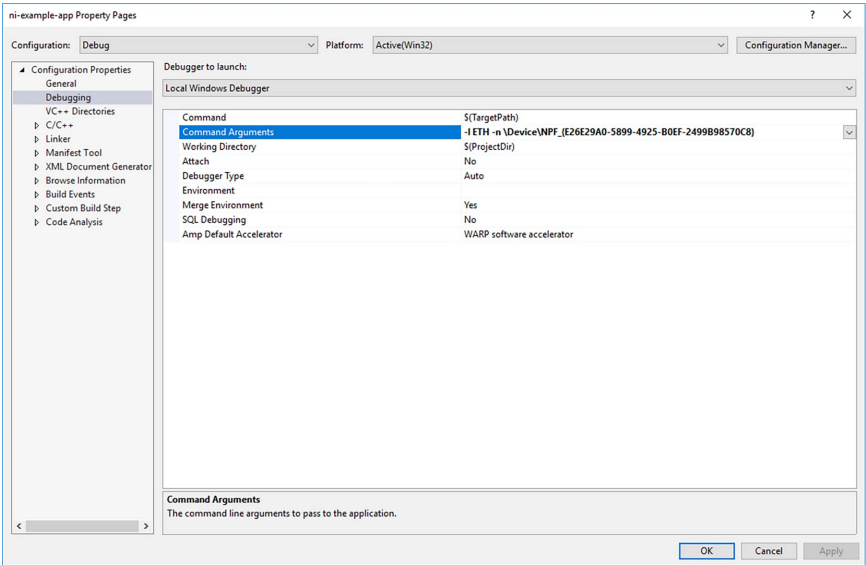 ni-example-app Property Pages
Configuration: Debug Platform: Active(Win32) Configuration Manager...
Configuration Properties
General
Debugging
VC++ Directories
C/C++
Linker
Manifest Tool
XML Document Generator
Browse Information
Build Events
Custom Build Step
Code Analysis
Debugger to launch:
Local Windows Debugger
Command $(TargetPath)
Command Arguments -I ETH -n \Device\NPF_{E26E29A0-5899-4925-B0EF-2499B98570C8}
Working Directory $(ProjectDir)
Attach No
Debugger Type Auto
Environment
Merge Environment Yes
SQL Debugging No
Amp Default Accelerator WARP software accelerator
Command Arguments
The command line arguments to pass to the application.
OK Cancel Apply